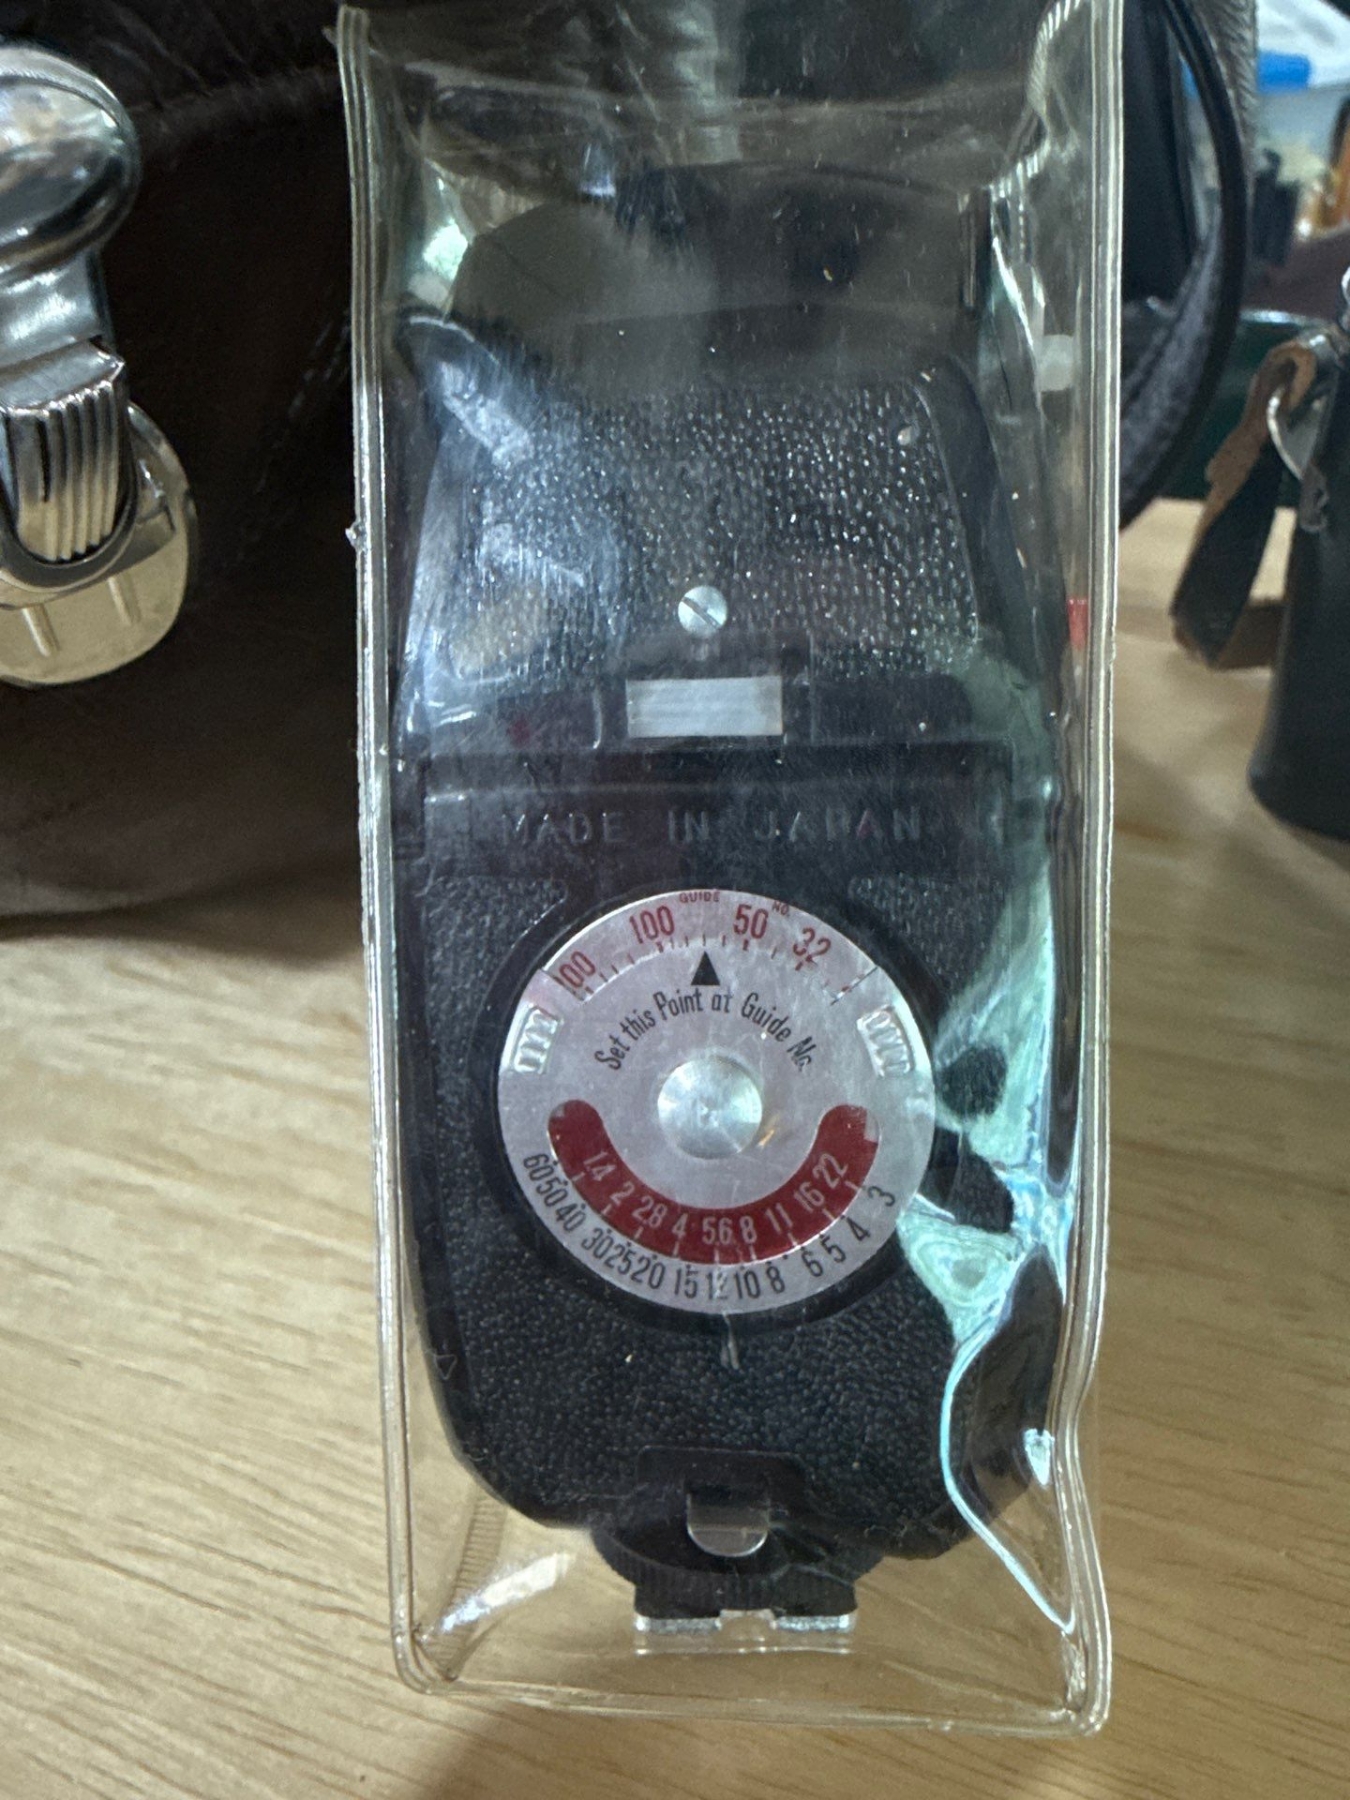 MADE IN JAPAN
GUIDE NO.
100 50 32
Set this Point at Guide No.
1.4 2 2.8 4 5.6 8 11 16 22
60 50 40 30 25 20 15 12 10 8 6 5 4 3